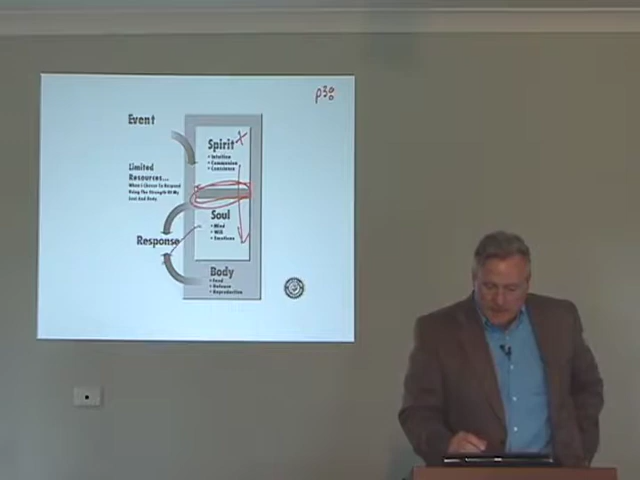 p30
Event
Spirit
• Intuition
• Communion
• Conscience
Limited
Resources...
When I Choose To Respond
Using The Strength Of My
Soul And Body
Soul
• Mind
• Will
• Emotions
Response
Body
• Food
• Defense
• Reproduction